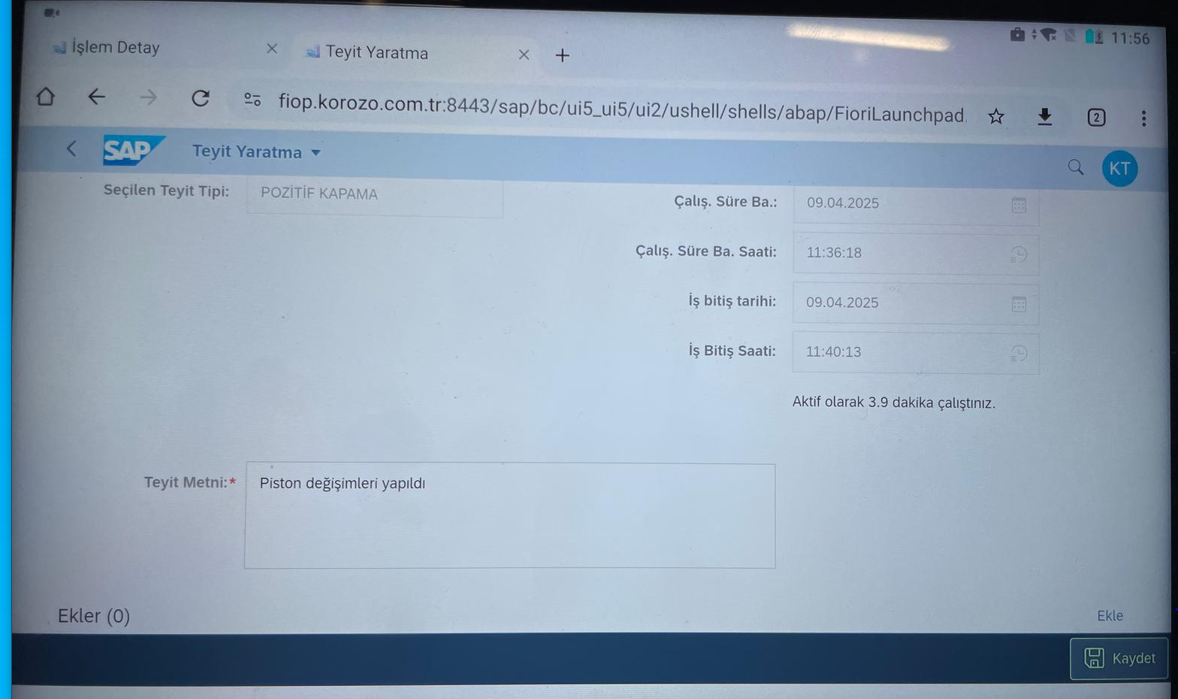 İşlem Detay
Teyit Yaratma
11:56
fiop.korozo.com.tr:8443/sap/bc/ui5_ui5/ui2/ushell/shells/abap/FioriLaunchpad.
2
SAP Teyit Yaratma
KT
Seçilen Teyit Tipi: POZİTİF KAPAMA
Çalış. Süre Ba.: 09.04.2025
Çalış. Süre Ba. Saati: 11:36:18
İş bitiş tarihi: 09.04.2025
İş Bitiş Saati: 11:40:13
Aktif olarak 3.9 dakika çalıştınız.
Teyit Metni:* Piston değişimleri yapıldı
Ekler (0)
Ekle
Kaydet